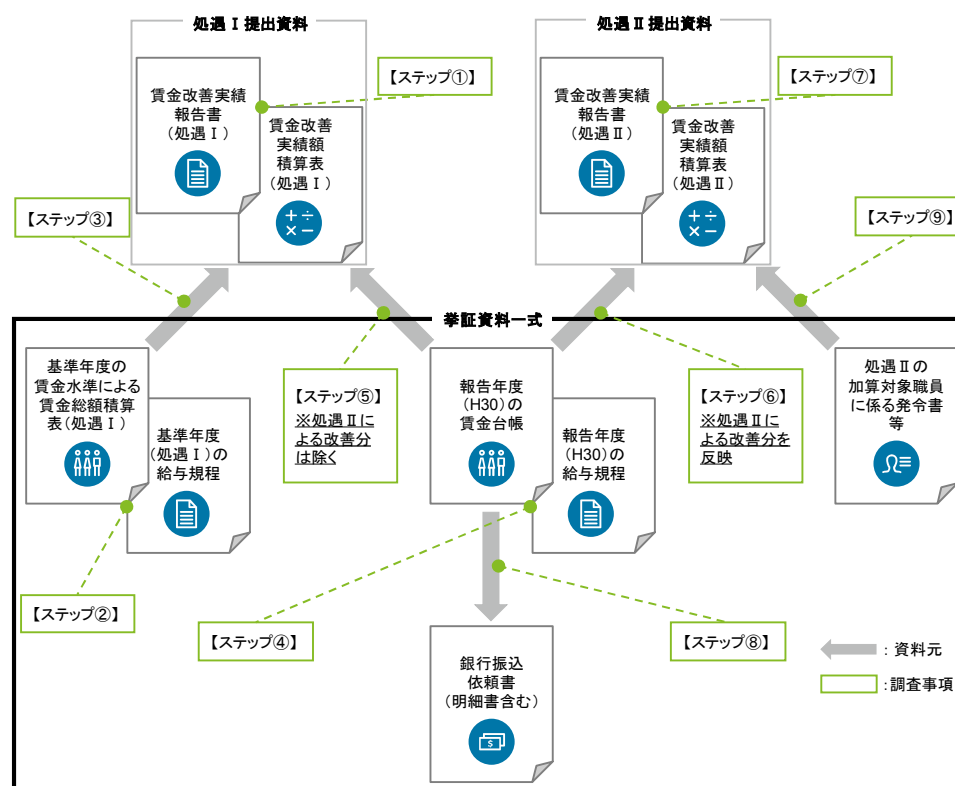 処遇Ⅰ提出資料
処遇Ⅱ提出資料
【ステップ①】
【ステップ⑦】
賃金改善実績
報告書
(処遇Ⅰ)
賃金改善
実績額
積算表
(処遇Ⅰ)
賃金改善実績
報告書
(処遇Ⅱ)
賃金改善
実績額
積算表
(処遇Ⅱ)
【ステップ③】
【ステップ⑨】
挙証資料一式
基準年度の
賃金水準による
賃金総額積算
表(処遇Ⅰ)
基準年度
(処遇Ⅰ)の
給与規程
【ステップ⑤】
※処遇Ⅱに
よる改善分
は除く
報告年度
(H30)の
賃金台帳
報告年度
(H30)の
給与規程
【ステップ⑥】
※処遇Ⅱに
よる改善分を
反映
処遇Ⅱの
加算対象職員
に係る発令書
等
【ステップ②】
【ステップ④】
【ステップ⑧】
銀行振込
依頼書
(明細書含む)
$
:資料元
:調査事項